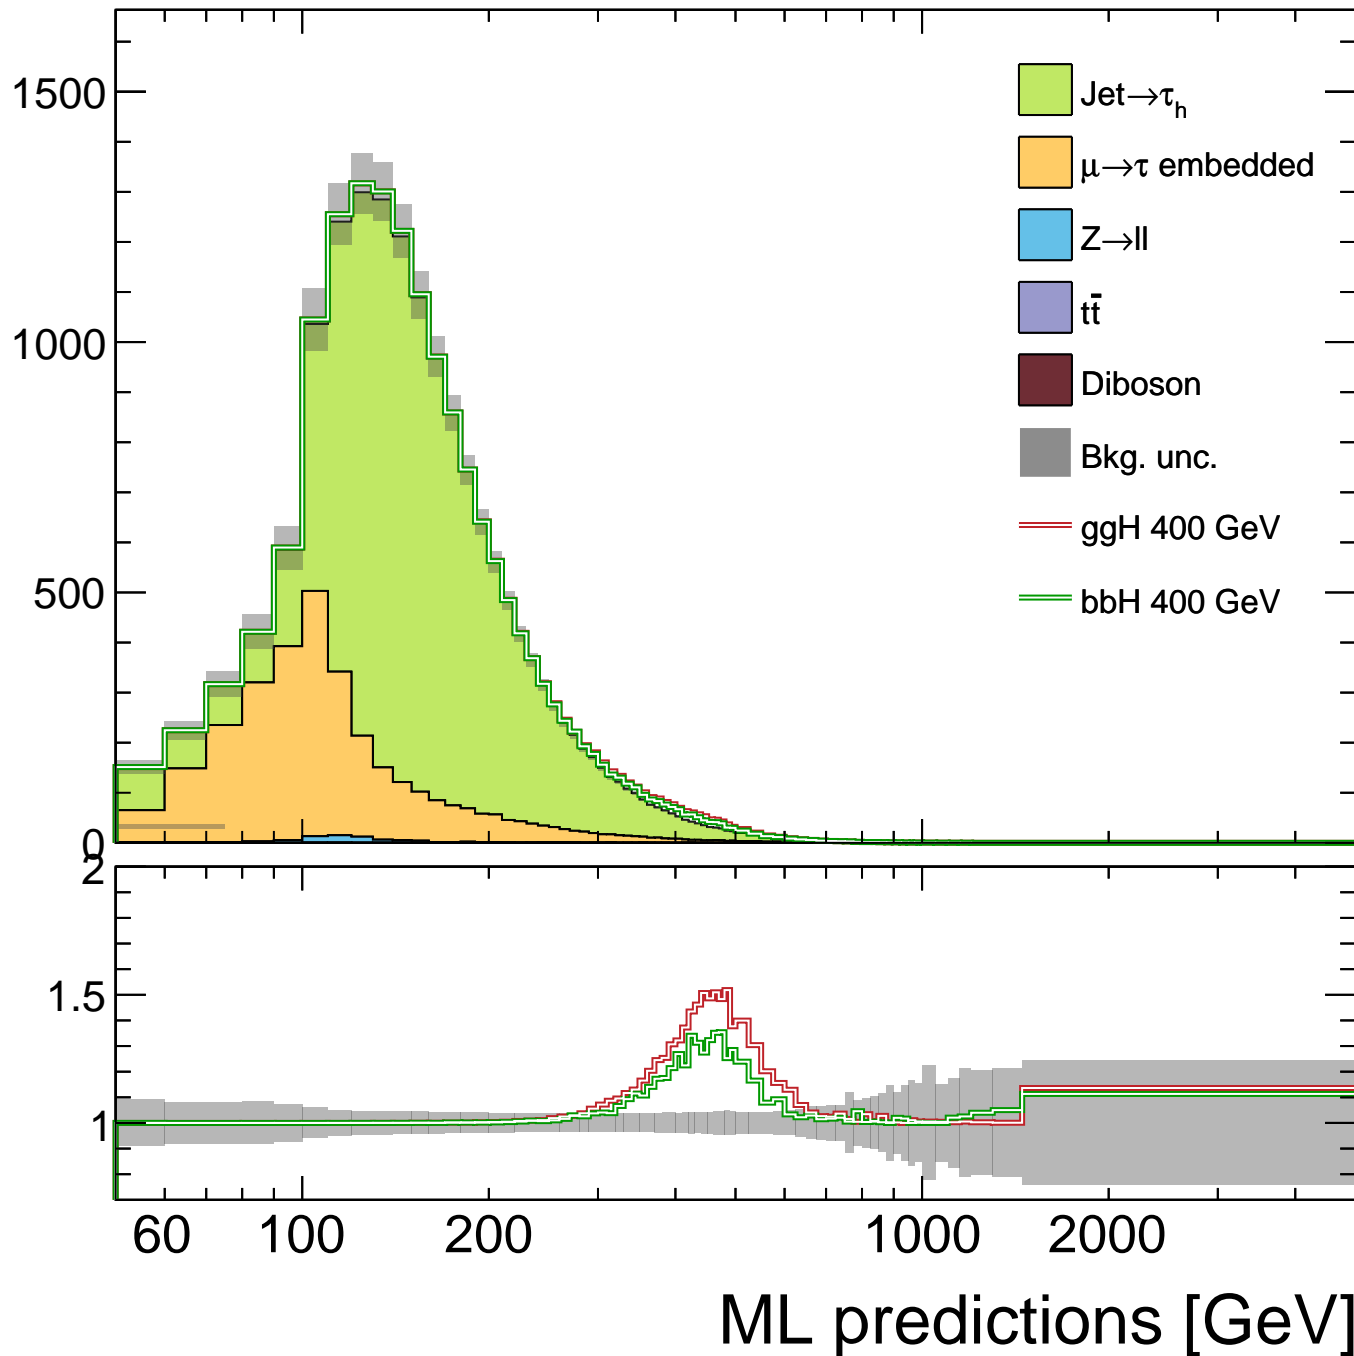 1500
1000
500
0
Jet→τh
μ→τ embedded
Z→ll
tt̄
Diboson
Bkg. unc.
ggH 400 GeV
bbH 400 GeV
2
1.5
1
60 100 200 1000 2000
ML predictions [GeV]